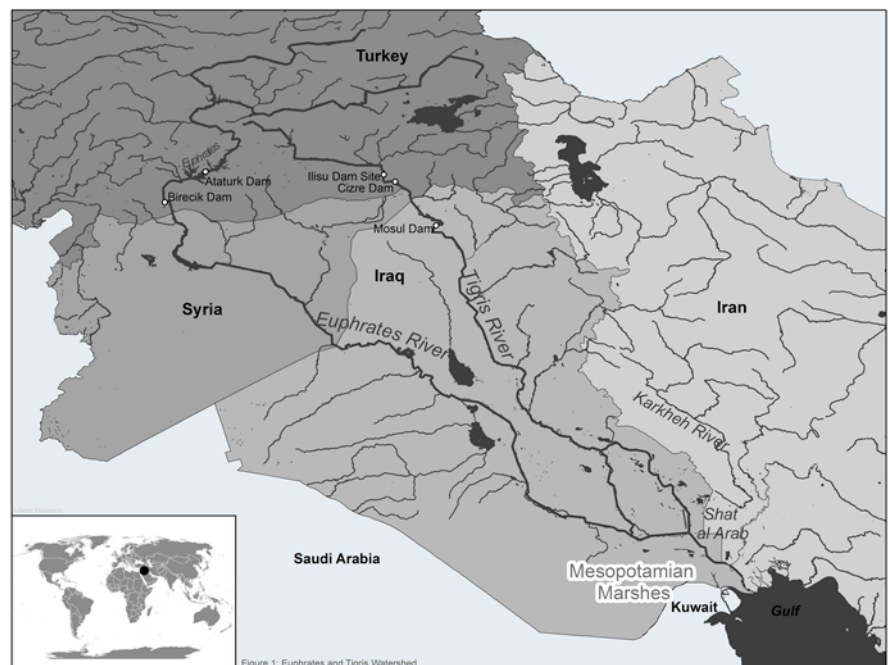 Turkey
Euphrates
Ataturk Dam
Birecik Dam
Ilisu Dam Site
Cizre Dam
Mosul Dam
Iraq
Tigris River
Syria
Euphrates River
Iran
Karkheh River
Shat
al Arab
Saudi Arabia
Mesopotamian
Marshes
Kuwait
Gulf
Figure 1: Euphrates and Tigris Watershed